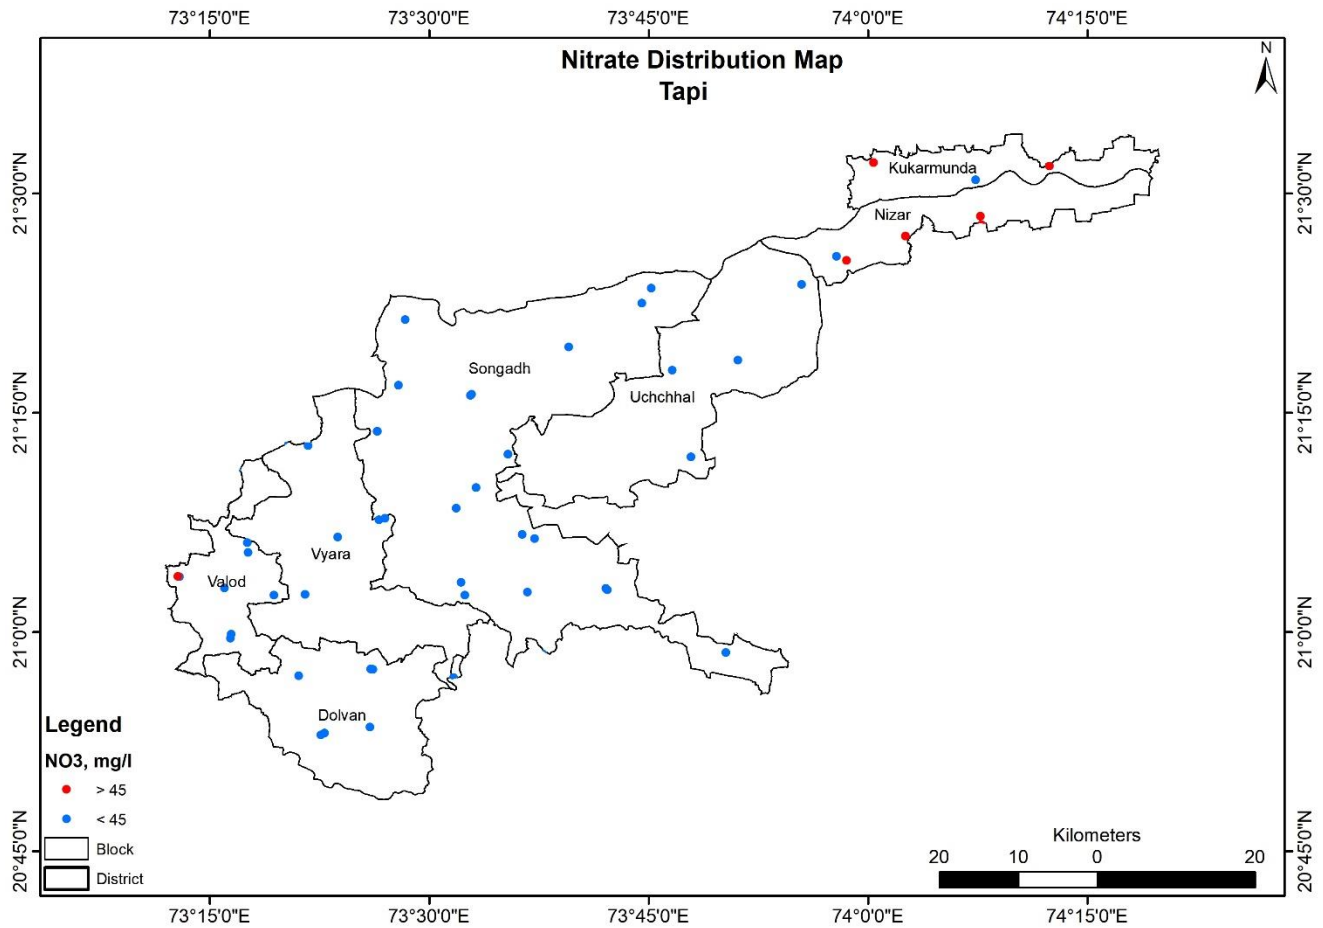 73°15'0"E 73°30'0"E 73°45'0"E 74°0'0"E 74°15'0"E
Nitrate Distribution Map
Tapi
N
21°30'0"N 21°30'0"N
Kukarmunda
Nizar
Songadh
Uchchhal
21°15'0"N 21°15'0"N
Vyara
Valod
21°0'0"N 21°0'0"N
Dolvan
Legend
NO3, mg/l
> 45
< 45
Block
District
20°45'0"N 20°45'0"N
Kilometers
20 10 0 20
73°15'0"E 73°30'0"E 73°45'0"E 74°0'0"E 74°15'0"E